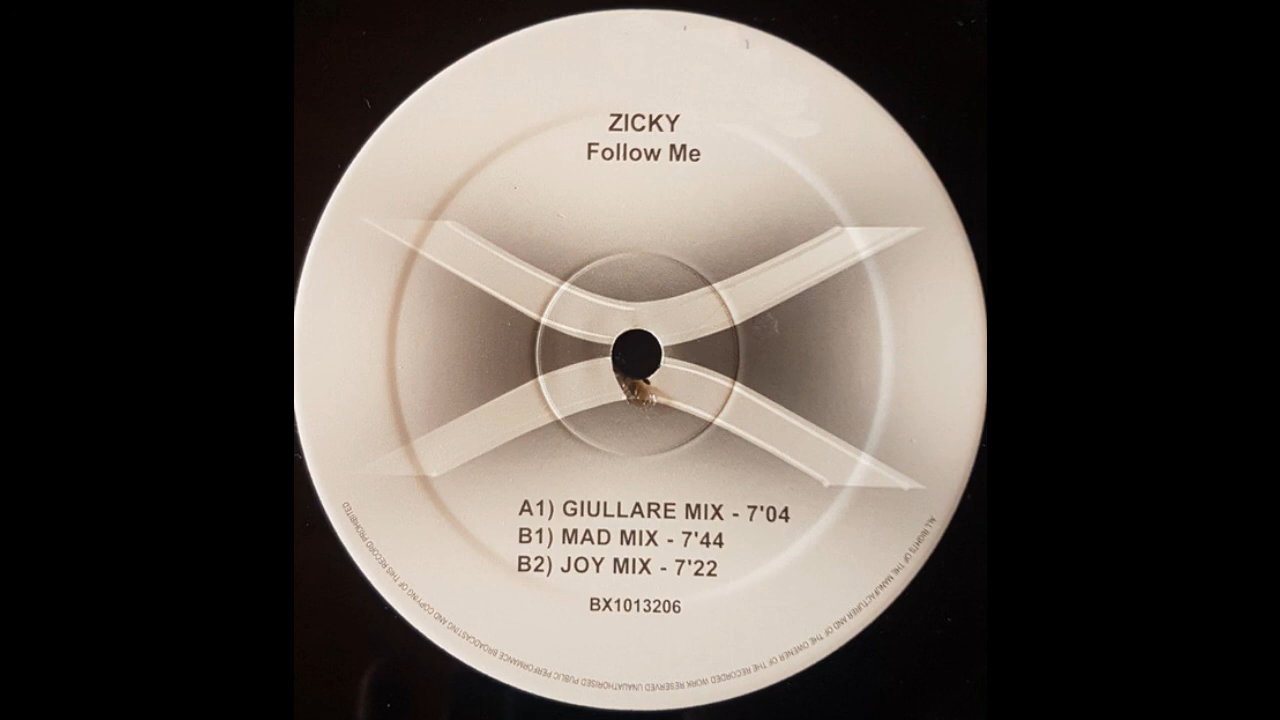 ZICKY
Follow Me
A1) GIULLARE MIX - 7'04
B1) MAD MIX - 7'44
B2) JOY MIX - 7'22
BX1013206
ALL RIGHTS OF THE MANUFACTURER AND OF THE OWENER OF THE RECORDED WORK RESERVED UNAUTHORISED PUBLIC PERFORMANCE BROADCASTING AND COPYING OF THIS RECORD PROHIBITED